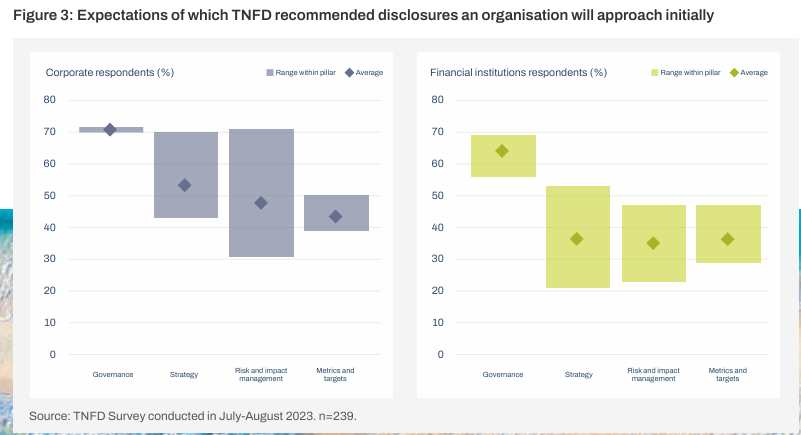 Figure 3: Expectations of which TNFD recommended disclosures an organisation will approach initially
Corporate respondents (%)
Range within pillar
Average
80
70
60
50
40
30
20
10
0
Governance
Strategy
Risk and impact
management
Metrics and
targets
Financial institutions respondents (%)
Range within pillar
Average
80
70
60
50
40
30
20
10
0
Governance
Strategy
Risk and impact
management
Metrics and
targets
Source: TNFD Survey conducted in July-August 2023. n=239.